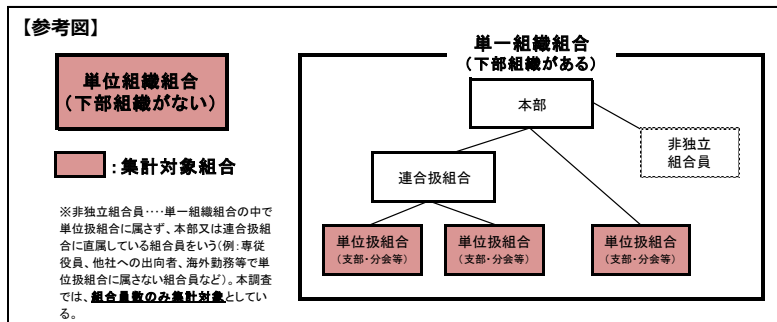 【参考図】
単位組織組合
（下部組織がない）
：集計対象組合
※非独立組合員‥‥単一組織組合の中で
単位扱組合に属さず、本部又は連合扱組
合に直属している組合員をいう（例：専従
役員、他社への出向者、海外勤務等で単
位扱組合に属さない組合員など）。本調査
では、組合員数のみ集計対象としてい
る。
単一組織組合
（下部組織がある）
本部
非独立
組合員
連合扱組合
単位扱組合
（支部・分会等）
単位扱組合
（支部・分会等）
単位扱組合
（支部・分会等）